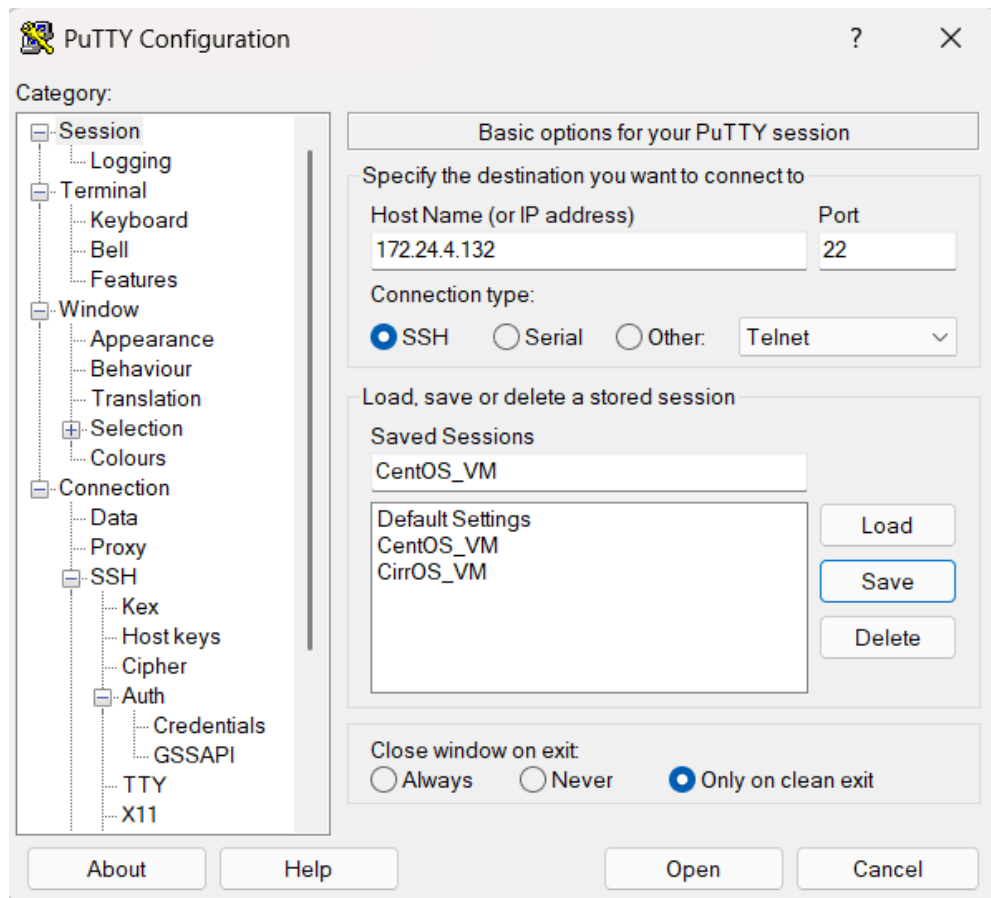 PuTTY Configuration
?
Category:
Session
Logging
Terminal
Keyboard
Bell
Features
Window
Appearance
Behaviour
Translation
Selection
Colours
Connection
Data
Proxy
SSH
Kex
Host keys
Cipher
Auth
Credentials
GSSAPI
TTY
X11
Basic options for your PuTTY session
Specify the destination you want to connect to
Host Name (or IP address) Port
172.24.4.132 22
Connection type:
SSH Serial Other: Telnet
Load, save or delete a stored session
Saved Sessions
CentOS_VM
Default Settings
CentOS_VM
CirrOS_VM
Load
Save
Delete
Close window on exit:
Always Never Only on clean exit
About Help Open Cancel